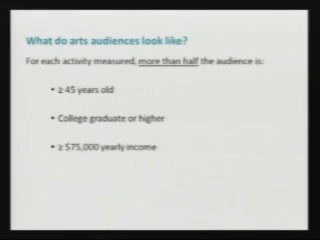 What do arts audiences look like?
For each activity measured, more than half the audience is:
• ≥ 45 years old
• College graduate or higher
• ≥ $75,000 yearly income